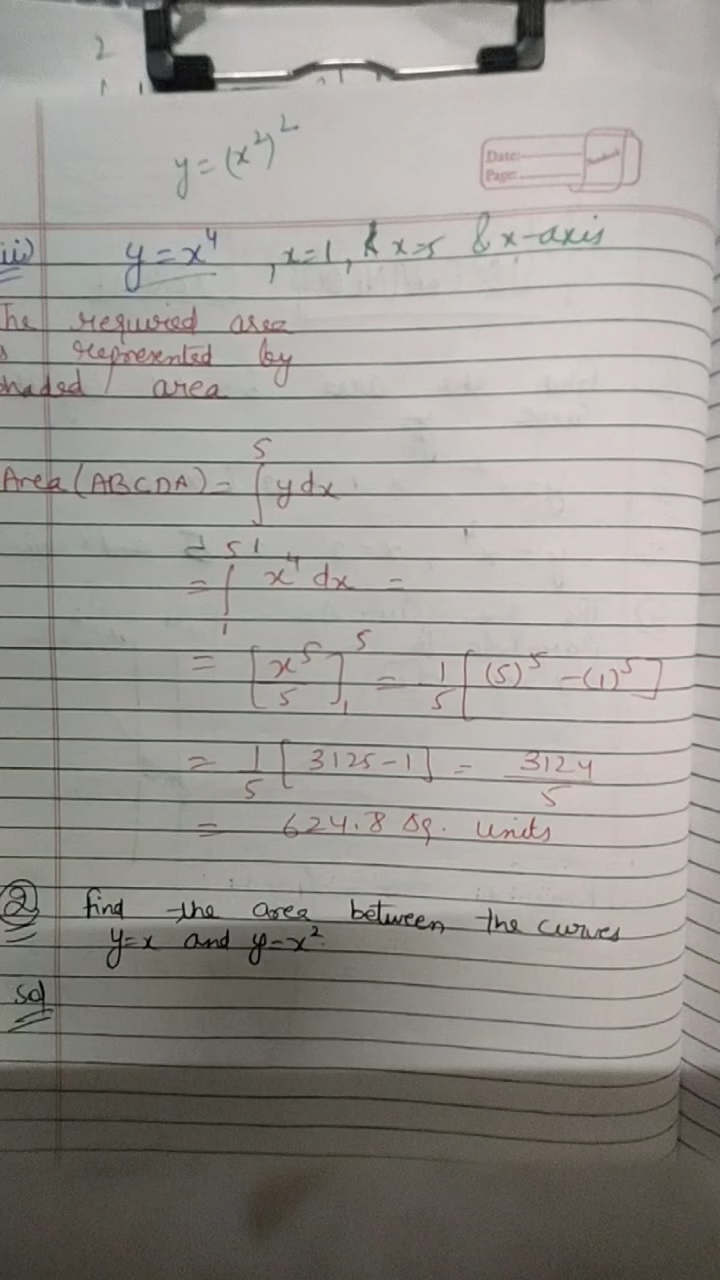 2
y = (x²)²
Date:
Page:
iii) y = x⁴ , x=1, & x=5 & x-axis
The required area
s represented by
shaded area
Area (ABCDA) = ∫₁⁵ y dx
= ∫₁⁵ x⁴ dx =
= [x⁵/5]₁⁵ = 1/5 [(5)⁵ - (1)⁵]
= 1/5 [3125 - 1] = 3124/5
= 624.8 sq. units
② find the area between the curves
y=x and y=x².
Sol